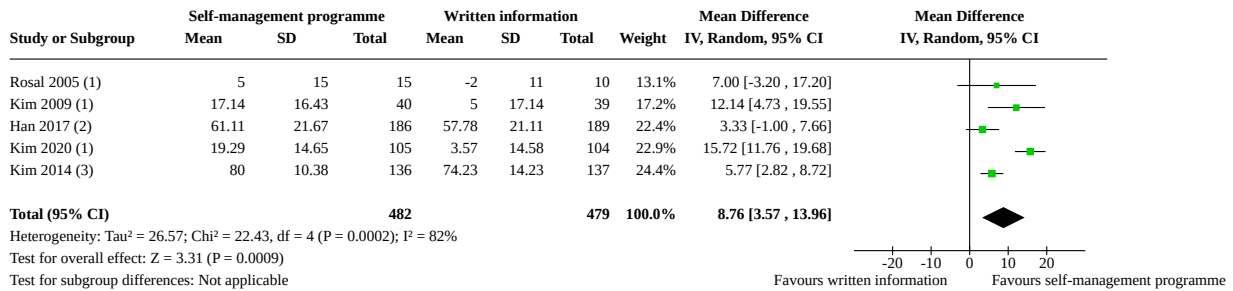 Self-management programme Written information Mean Difference Mean Difference
Study or Subgroup Mean SD Total Mean SD Total Weight IV, Random, 95% CI IV, Random, 95% CI
Rosal 2005 (1) 5 15 15 -2 11 10 13.1% 7.00 [-3.20 , 17.20]
Kim 2009 (1) 17.14 16.43 40 5 17.14 39 17.2% 12.14 [4.73 , 19.55]
Han 2017 (2) 61.11 21.67 186 57.78 21.11 189 22.4% 3.33 [-1.00 , 7.66]
Kim 2020 (1) 19.29 14.65 105 3.57 14.58 104 22.9% 15.72 [11.76 , 19.68]
Kim 2014 (3) 80 10.38 136 74.23 14.23 137 24.4% 5.77 [2.82 , 8.72]
Total (95% CI) 482 479 100.0% 8.76 [3.57 , 13.96]
Heterogeneity: Tau² = 26.57; Chi² = 22.43, df = 4 (P = 0.0002); I² = 82%
Test for overall effect: Z = 3.31 (P = 0.0009) -20 -10 0 10 20
Test for subgroup differences: Not applicable Favours written information Favours self-management programme